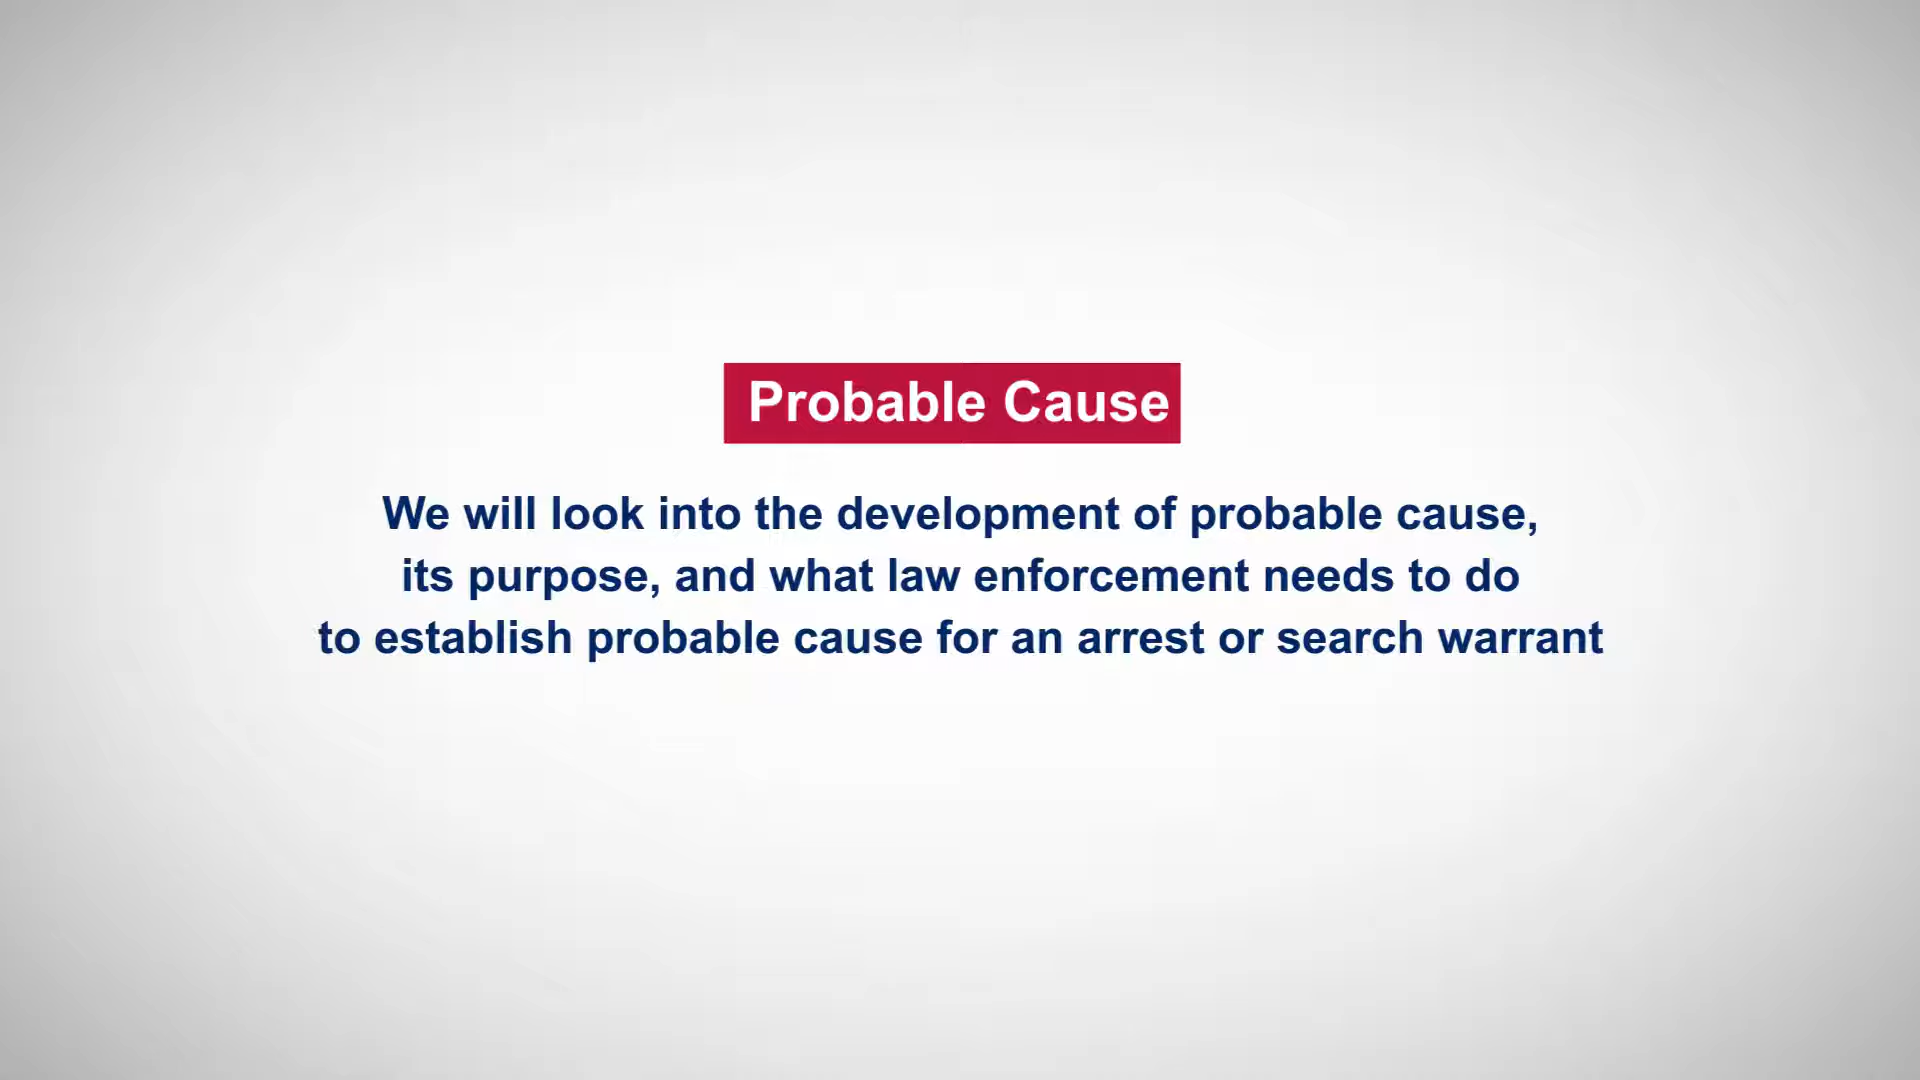 Probable Cause
We will look into the development of probable cause,
its purpose, and what law enforcement needs to do
to establish probable cause for an arrest or search warrant